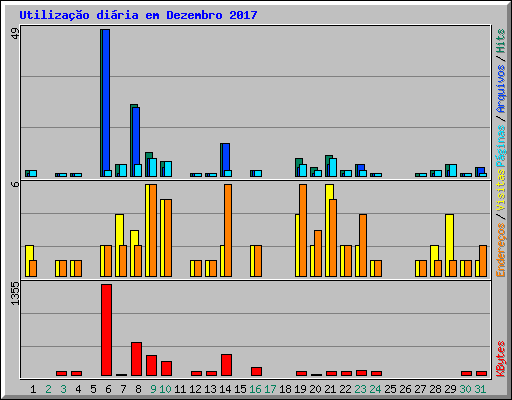 Utilização diária em Dezembro 2017
49
6
1355
Endereços / Visitas Páginas / Arquivos / Hits
KBytes
1 2 3 4 5 6 7 8 9 10 11 12 13 14 15 16 17 18 19 20 21 22 23 24 25 26 27 28 29 30 31